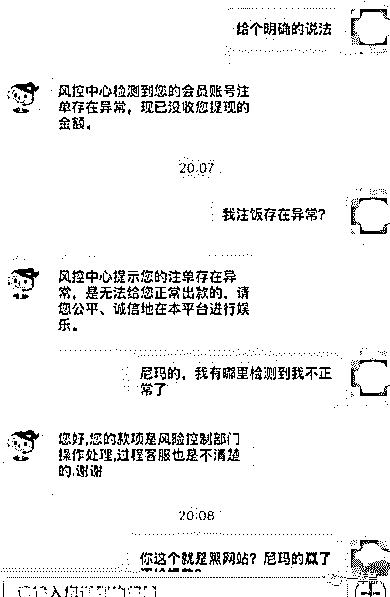 给个明确的说法
风控中心检测到您的会员账号注
单存在异常，现已没收您提现的
金额。
20:07
我注饭存在异常?
风控中心提示您的注单存在异
常，是无法给您正常出款的，请
您公平、诚信地在本平台进行娱
乐。
尼玛的，我有哪里检测到我不正
常了
您好,您的款项是风险控制部门
操作处理,过程客服也是不清楚
的,谢谢
20:08
你这个就是黑网站? 尼玛的赢了